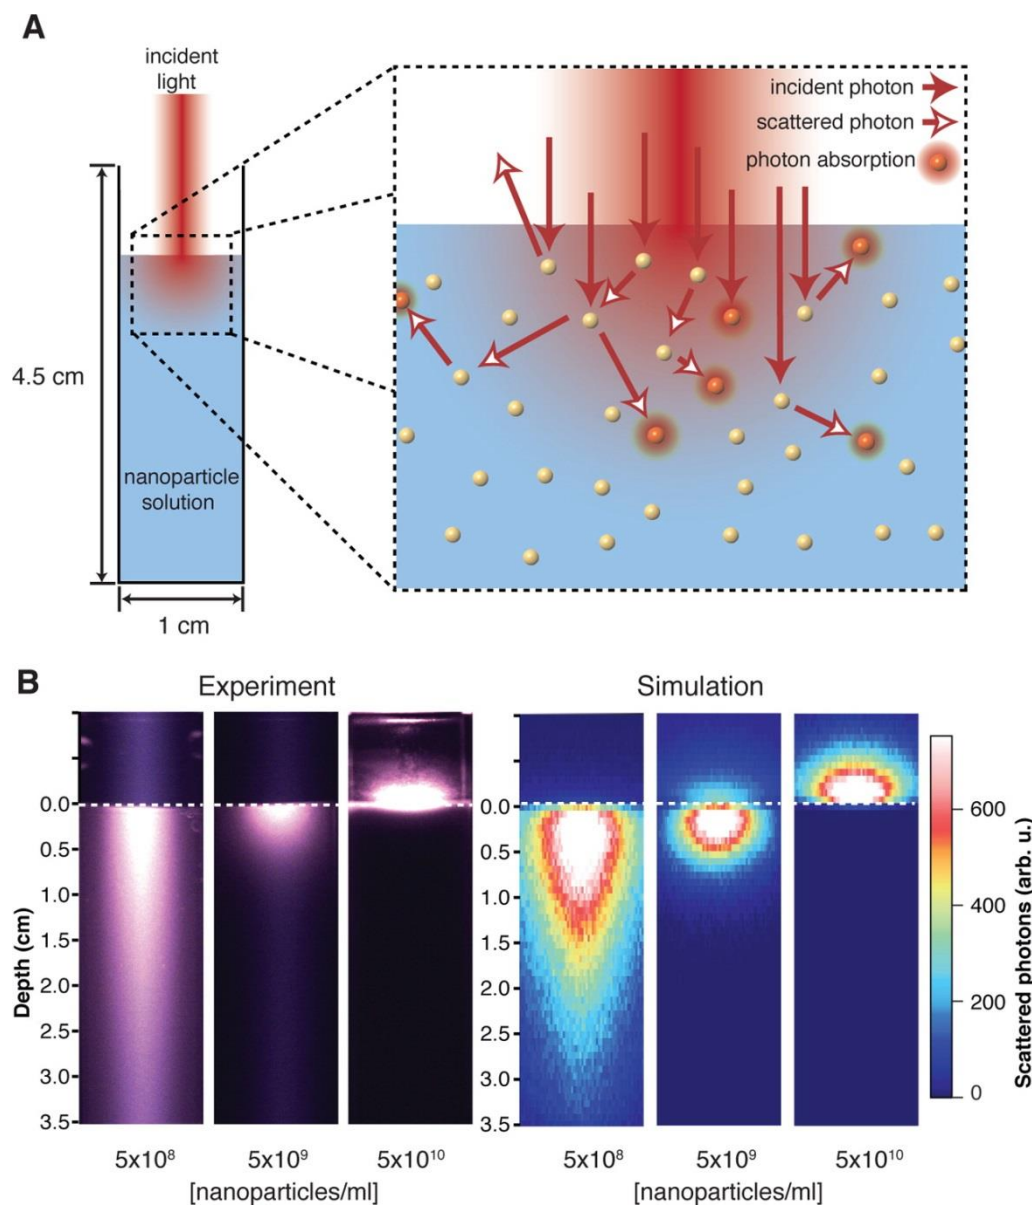 A
incident
light
4.5 cm
nanoparticle
solution
1 cm
incident photon
scattered photon
photon absorption
B
Experiment
Simulation
Depth (cm)
0.0
0.5
1.0
1.5
2.0
2.5
3.0
3.5
5x10⁸
5x10⁹
5x10¹⁰
[nanoparticles/ml]
0.0
0.5
1.0
1.5
2.0
2.5
3.0
3.5
5x10⁸
5x10⁹
5x10¹⁰
[nanoparticles/ml]
600
400
200
0
Scattered photons (arb. u.)